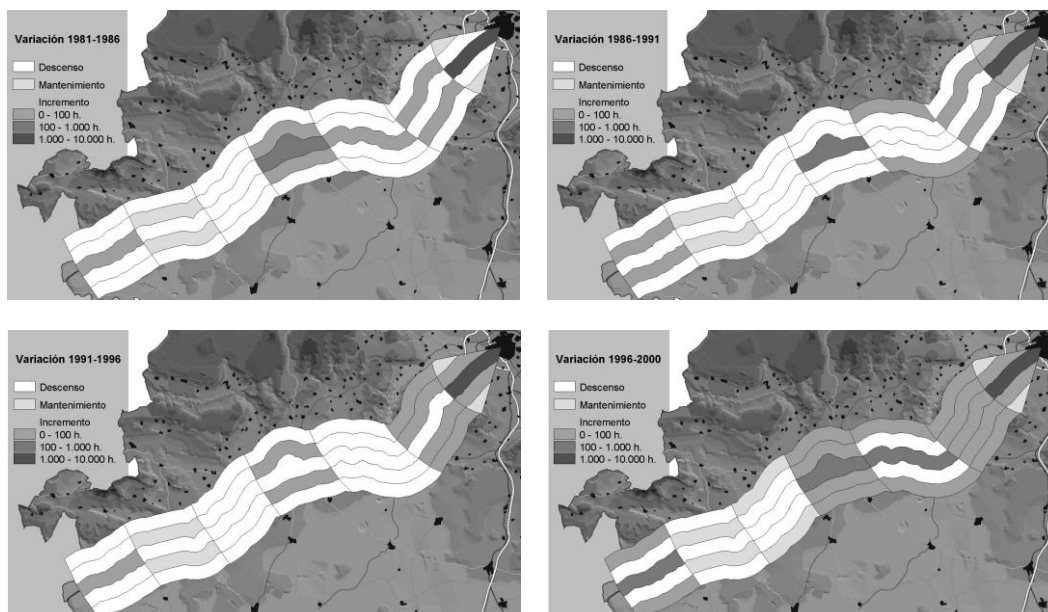 Variación 1981-1986
Descenso
Mantenimiento
Incremento
0 - 100 h.
100 - 1.000 h.
1.000 - 10.000 h.
Variación 1986-1991
Descenso
Mantenimiento
Incremento
0 - 100 h.
100 - 1.000 h.
1.000 - 10.000 h.
Variación 1991-1996
Descenso
Mantenimiento
Incremento
0 - 100 h.
100 - 1.000 h.
1.000 - 10.000 h.
Variación 1996-2000
Descenso
Mantenimiento
Incremento
0 - 100 h.
100 - 1.000 h.
1.000 - 10.000 h.